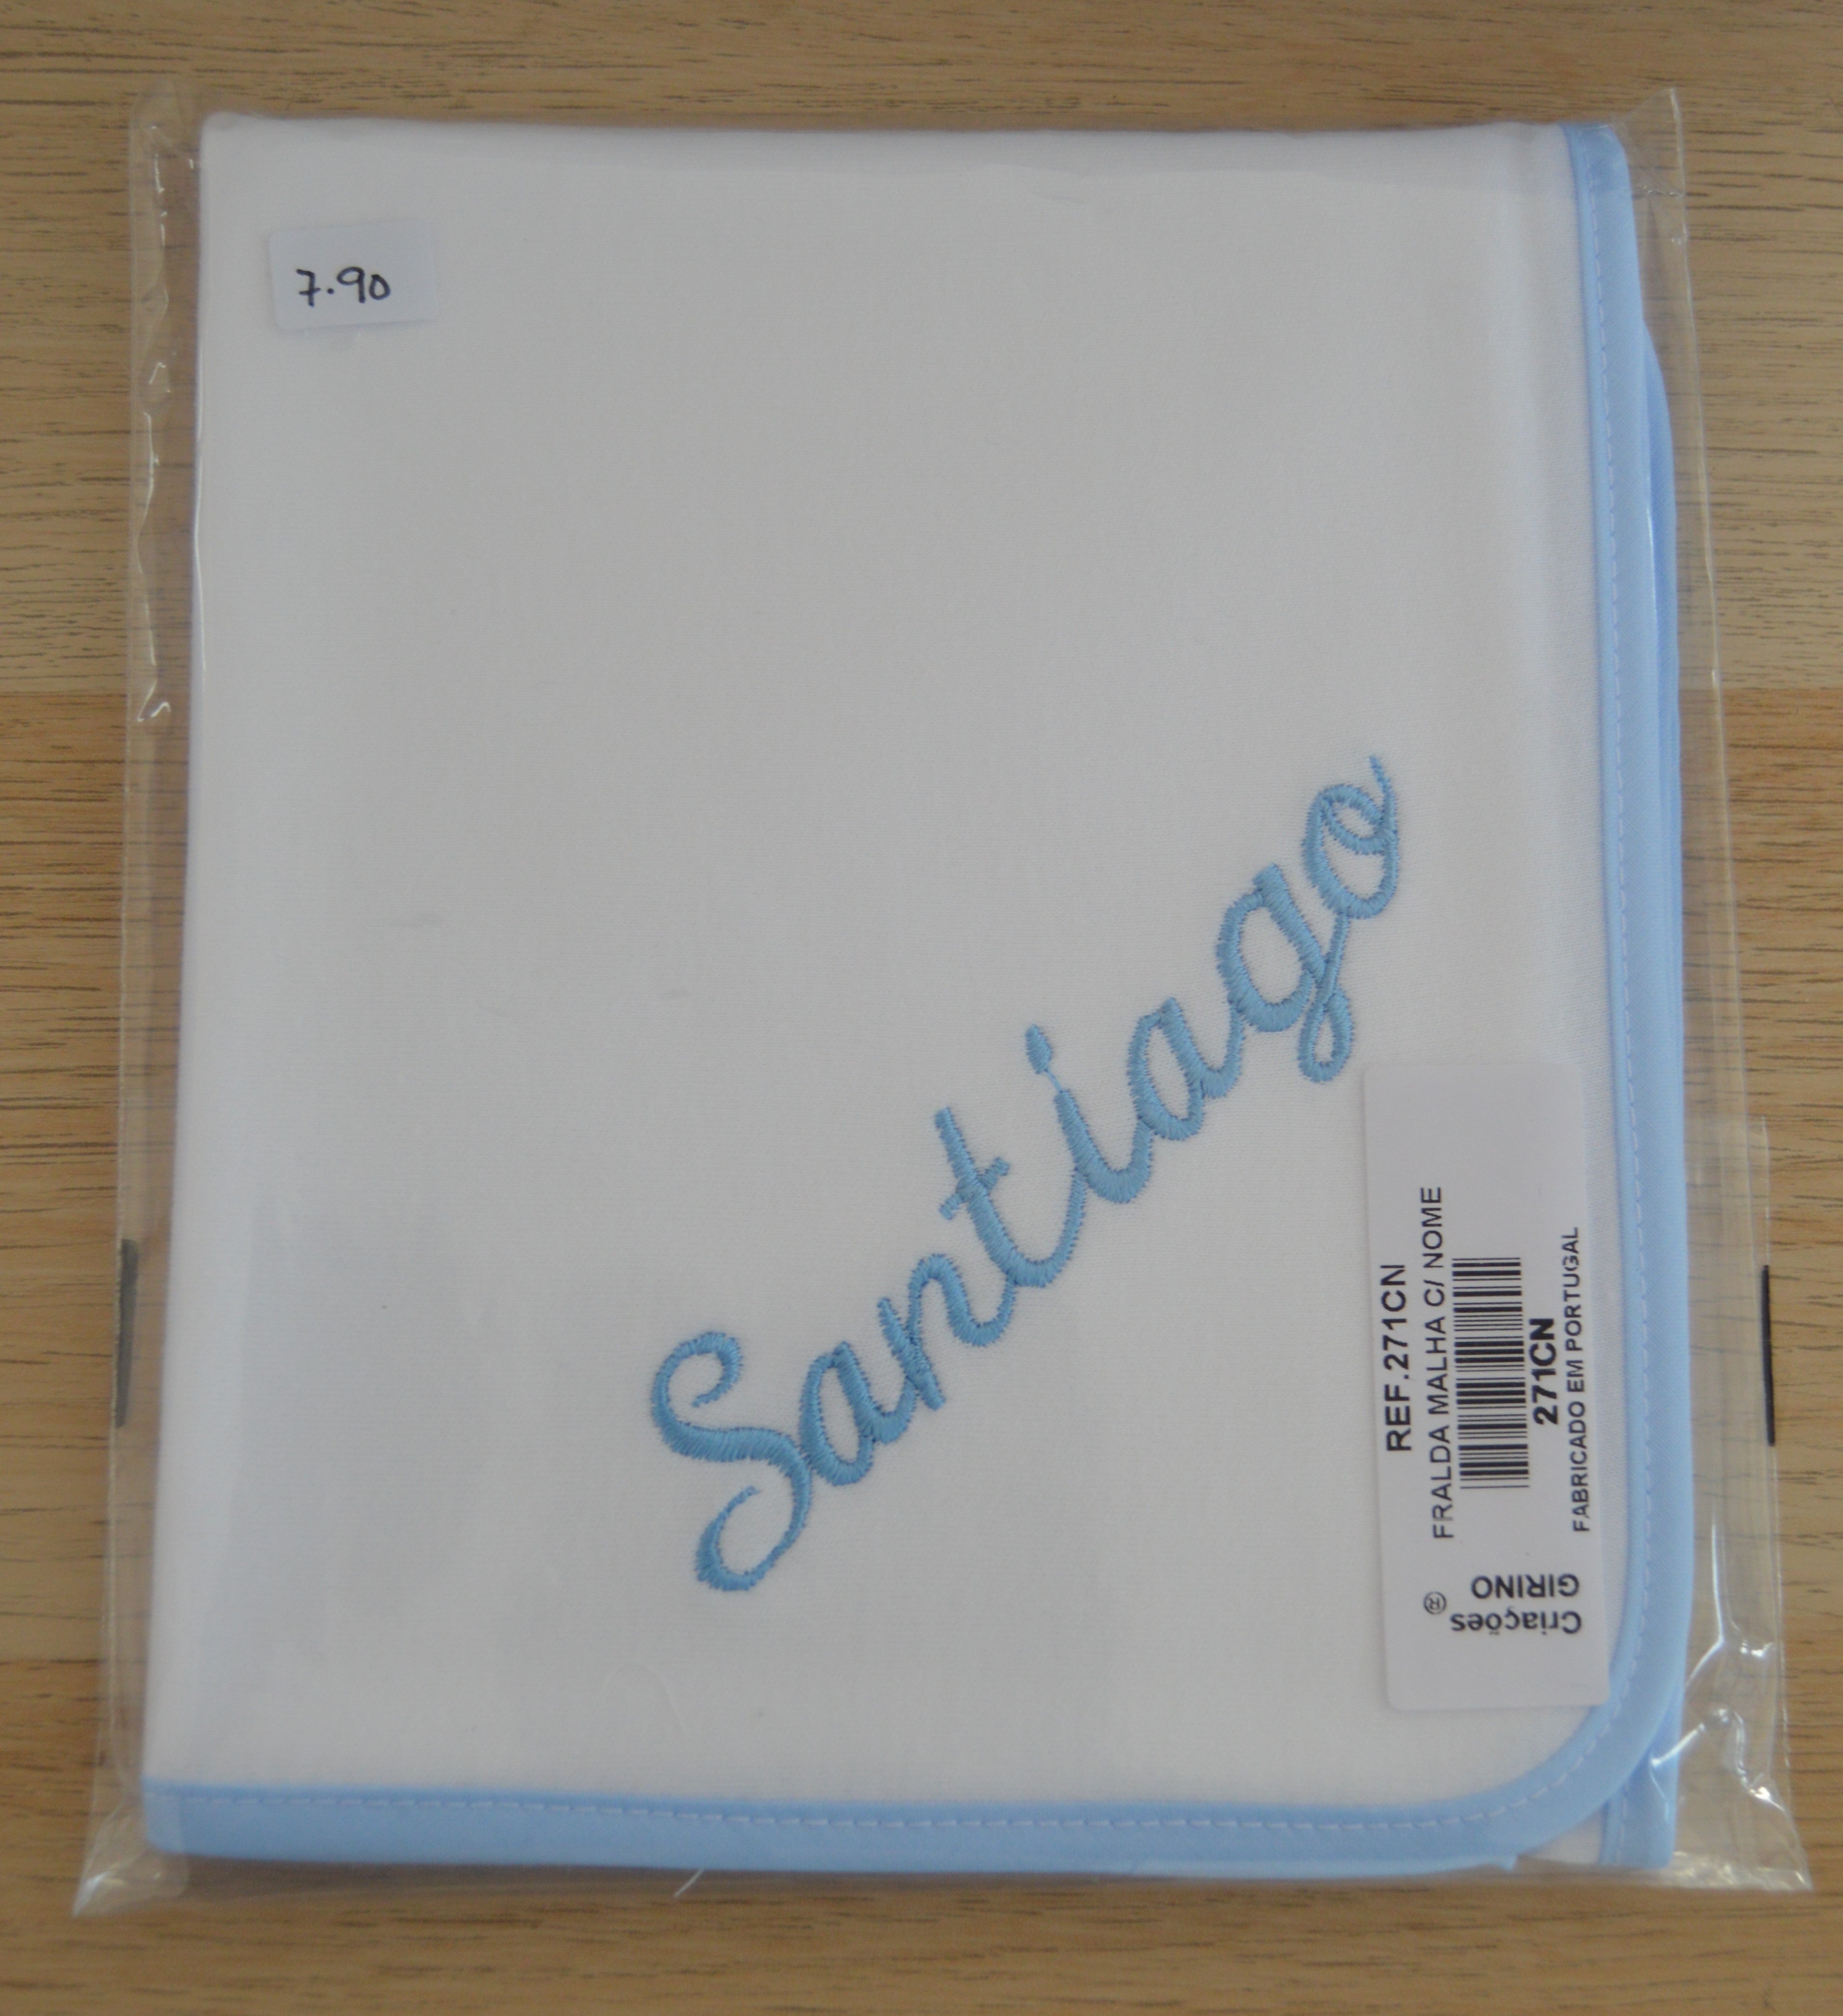 7.90
Santiago
REF.271CN
FRALDA MALHA C/ NOME
271CN
FABRICADO EM PORTUGAL
Criações
GIRINO
®